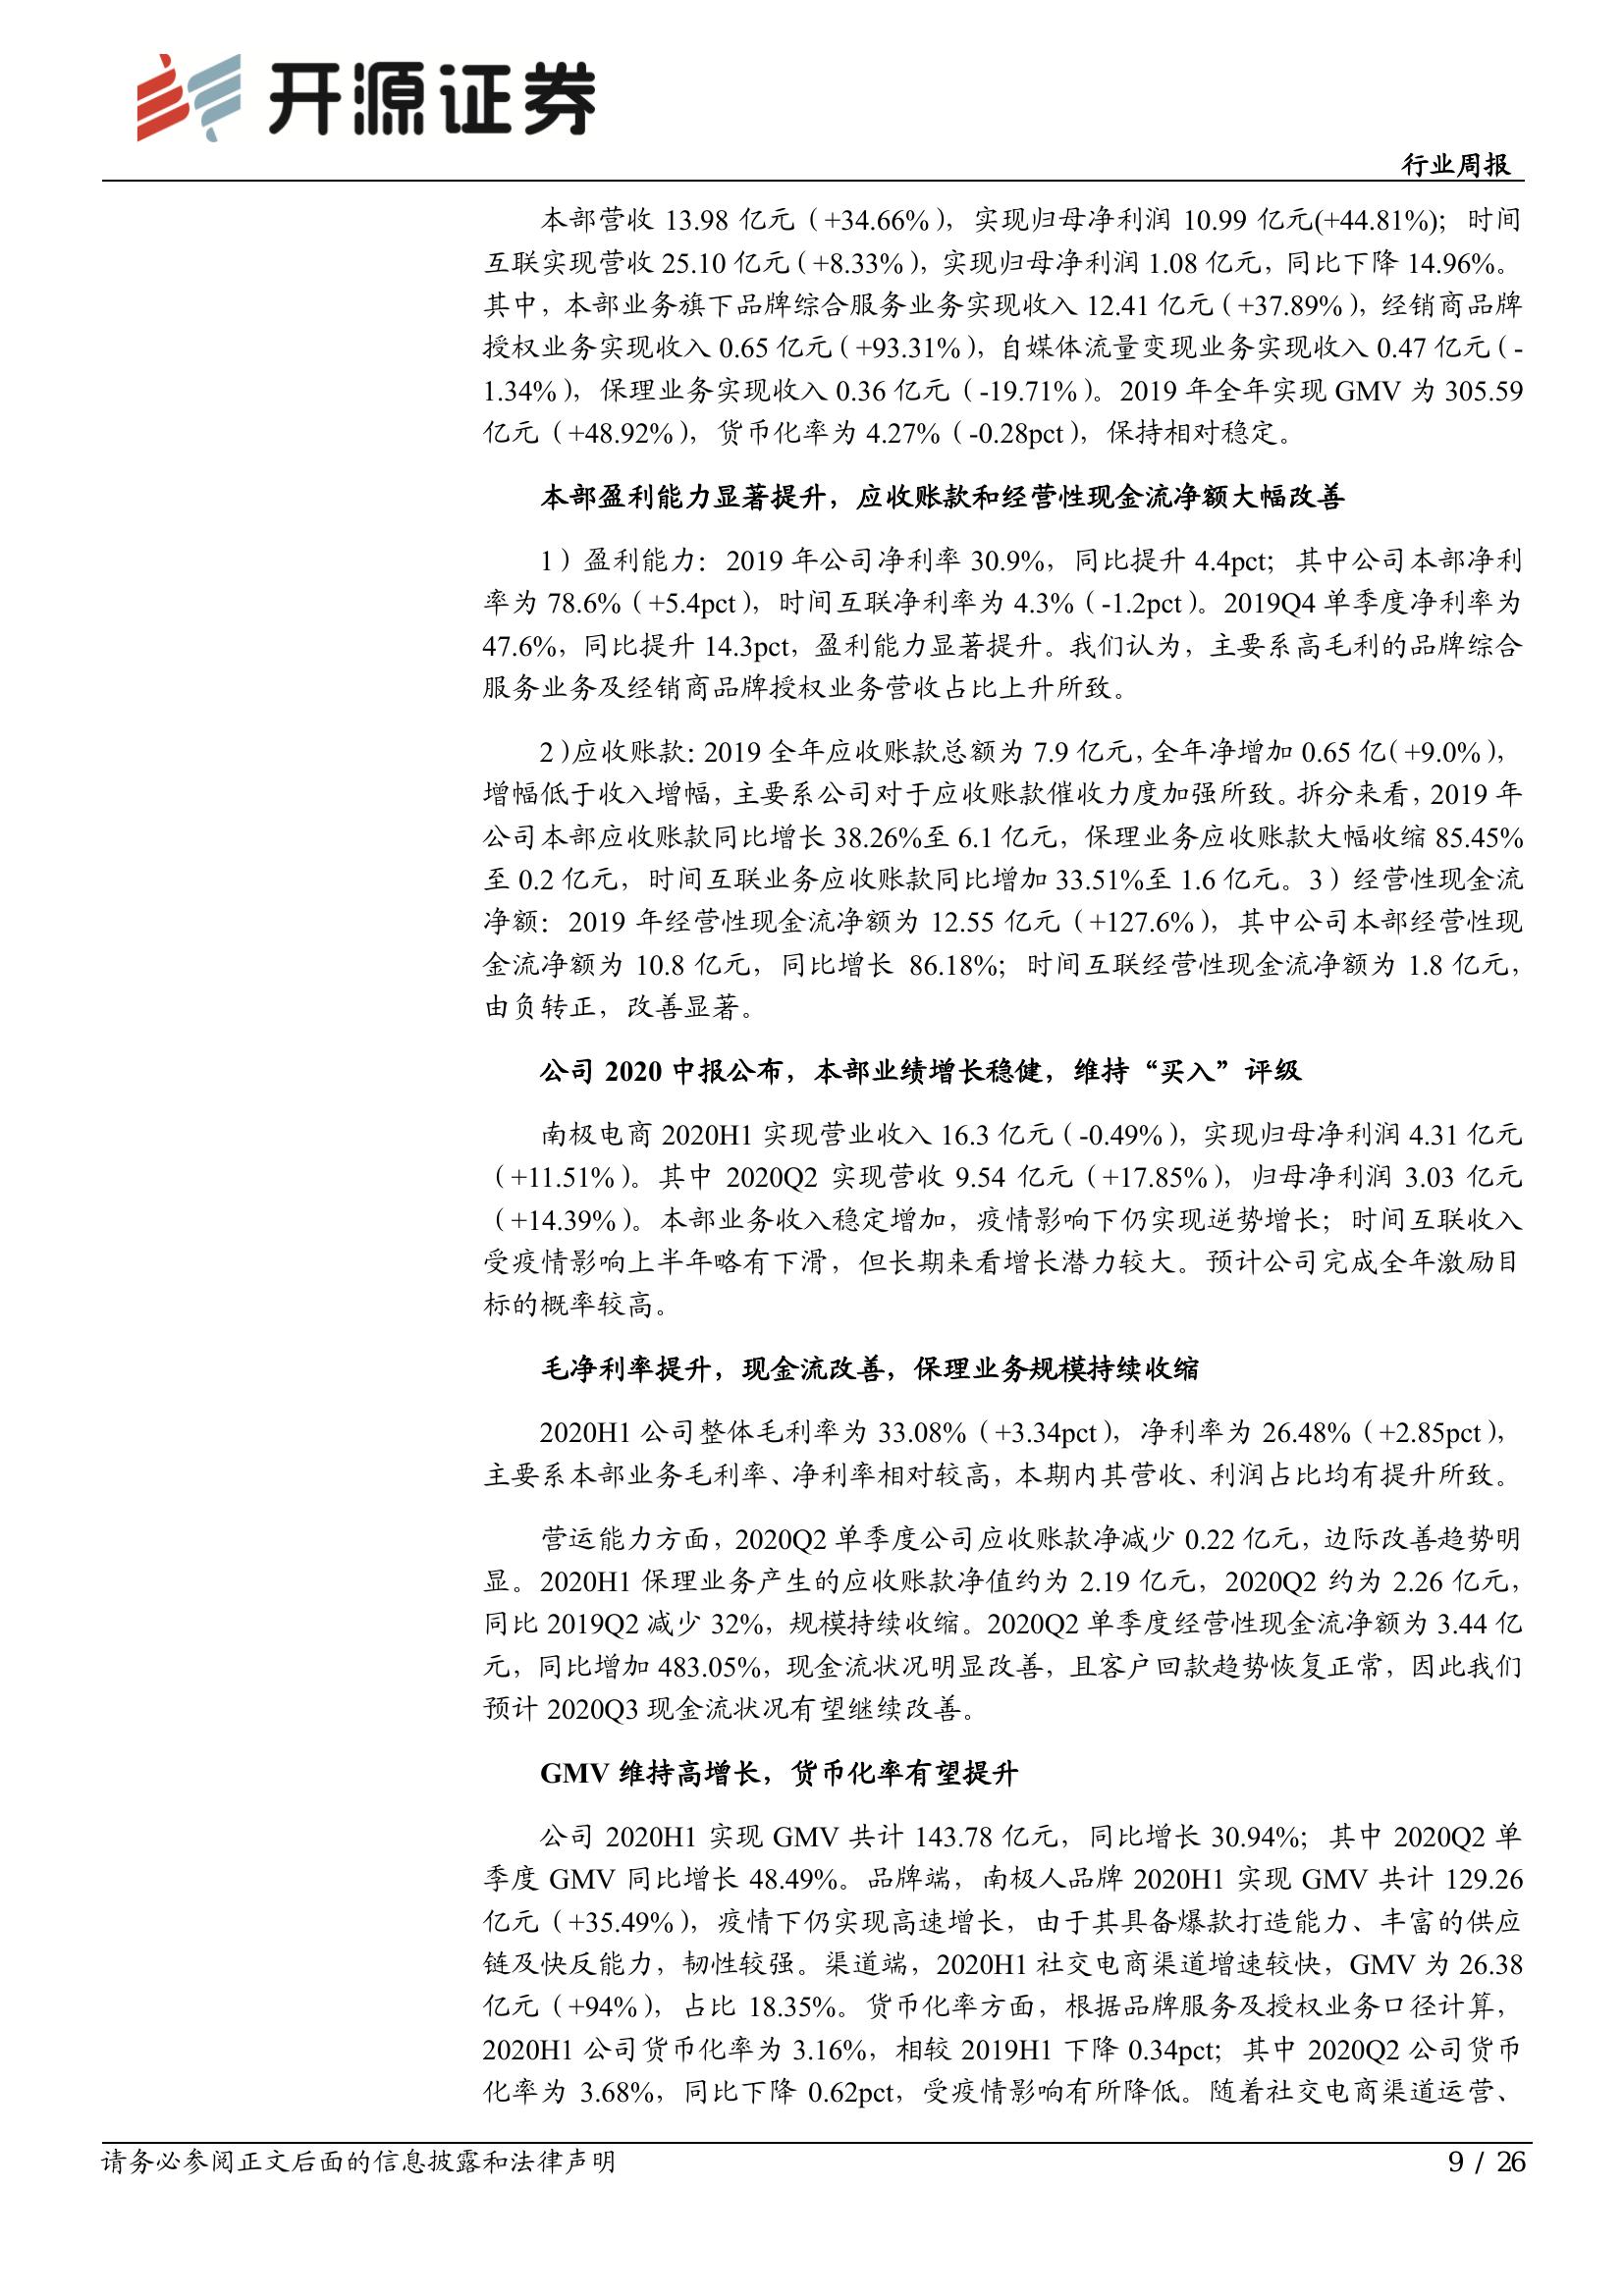 开源证券
行业周报
本部营收 13.98 亿元（+34.66%），实现归母净利润 10.99 亿元(+44.81%)；时间
互联实现营收 25.10 亿元（+8.33%），实现归母净利润 1.08 亿元，同比下降 14.96%。
其中，本部业务旗下品牌综合服务业务实现收入 12.41 亿元（+37.89%），经销商品牌
授权业务实现收入 0.65 亿元（+93.31%），自媒体流量变现业务实现收入 0.47 亿元（-
1.34%），保理业务实现收入 0.36 亿元（-19.71%）。2019 年全年实现 GMV 为 305.59
亿元（+48.92%），货币化率为 4.27%（-0.28pct），保持相对稳定。
本部盈利能力显著提升，应收账款和经营性现金流净额大幅改善
1）盈利能力：2019 年公司净利率 30.9%，同比提升 4.4pct；其中公司本部净利
率为 78.6%（+5.4pct），时间互联净利率为 4.3%（-1.2pct）。2019Q4 单季度净利率为
47.6%，同比提升 14.3pct，盈利能力显著提升。我们认为，主要系高毛利的品牌综合
服务业务及经销商品牌授权业务营收占比上升所致。
2）应收账款：2019 全年应收账款总额为 7.9 亿元，全年净增加 0.65 亿（+9.0%），
增幅低于收入增幅，主要系公司对于应收账款催收力度加强所致。拆分来看，2019 年
公司本部应收账款同比增长 38.26%至 6.1 亿元，保理业务应收账款大幅收缩 85.45%
至 0.2 亿元，时间互联业务应收账款同比增加 33.51%至 1.6 亿元。3）经营性现金流
净额：2019 年经营性现金流净额为 12.55 亿元（+127.6%），其中公司本部经营性现
金流净额为 10.8 亿元，同比增长 86.18%；时间互联经营性现金流净额为 1.8 亿元，
由负转正，改善显著。
公司 2020 中报公布，本部业绩增长稳健，维持“买入”评级
南极电商 2020H1 实现营业收入 16.3 亿元（-0.49%），实现归母净利润 4.31 亿元
（+11.51%）。其中 2020Q2 实现营收 9.54 亿元（+17.85%），归母净利润 3.03 亿元
（+14.39%）。本部业务收入稳定增加，疫情影响下仍实现逆势增长；时间互联收入
受疫情影响上半年略有下滑，但长期来看增长潜力较大。预计公司完成全年激励目
标的概率较高。
毛净利率提升，现金流改善，保理业务规模持续收缩
2020H1 公司整体毛利率为 33.08%（+3.34pct），净利率为 26.48%（+2.85pct），
主要系本部业务毛利率、净利率相对较高，本期内其营收、利润占比均有提升所致。
营运能力方面，2020Q2 单季度公司应收账款净减少 0.22 亿元，边际改善趋势明
显。2020H1 保理业务产生的应收账款净值约为 2.19 亿元，2020Q2 约为 2.26 亿元，
同比 2019Q2 减少 32%，规模持续收缩。2020Q2 单季度经营性现金流净额为 3.44 亿
元，同比增加 483.05%，现金流状况明显改善，且客户回款趋势恢复正常，因此我们
预计 2020Q3 现金流状况有望继续改善。
GMV 维持高增长，货币化率有望提升
公司 2020H1 实现 GMV 共计 143.78 亿元，同比增长 30.94%；其中 2020Q2 单
季度 GMV 同比增长 48.49%。品牌端，南极人品牌 2020H1 实现 GMV 共计 129.26
亿元（+35.49%），疫情下仍实现高速增长，由于其具备爆款打造能力、丰富的供应
链及快反能力，韧性较强。渠道端，2020H1 社交电商渠道增速较快，GMV 为 26.38
亿元（+94%），占比 18.35%。货币化率方面，根据品牌服务及授权业务口径计算，
2020H1 公司货币化率为 3.16%，相较 2019H1 下降 0.34pct；其中 2020Q2 公司货币
化率为 3.68%，同比下降 0.62pct，受疫情影响有所降低。随着社交电商渠道运营、
请务必参阅正文后面的信息披露和法律声明
9 / 26